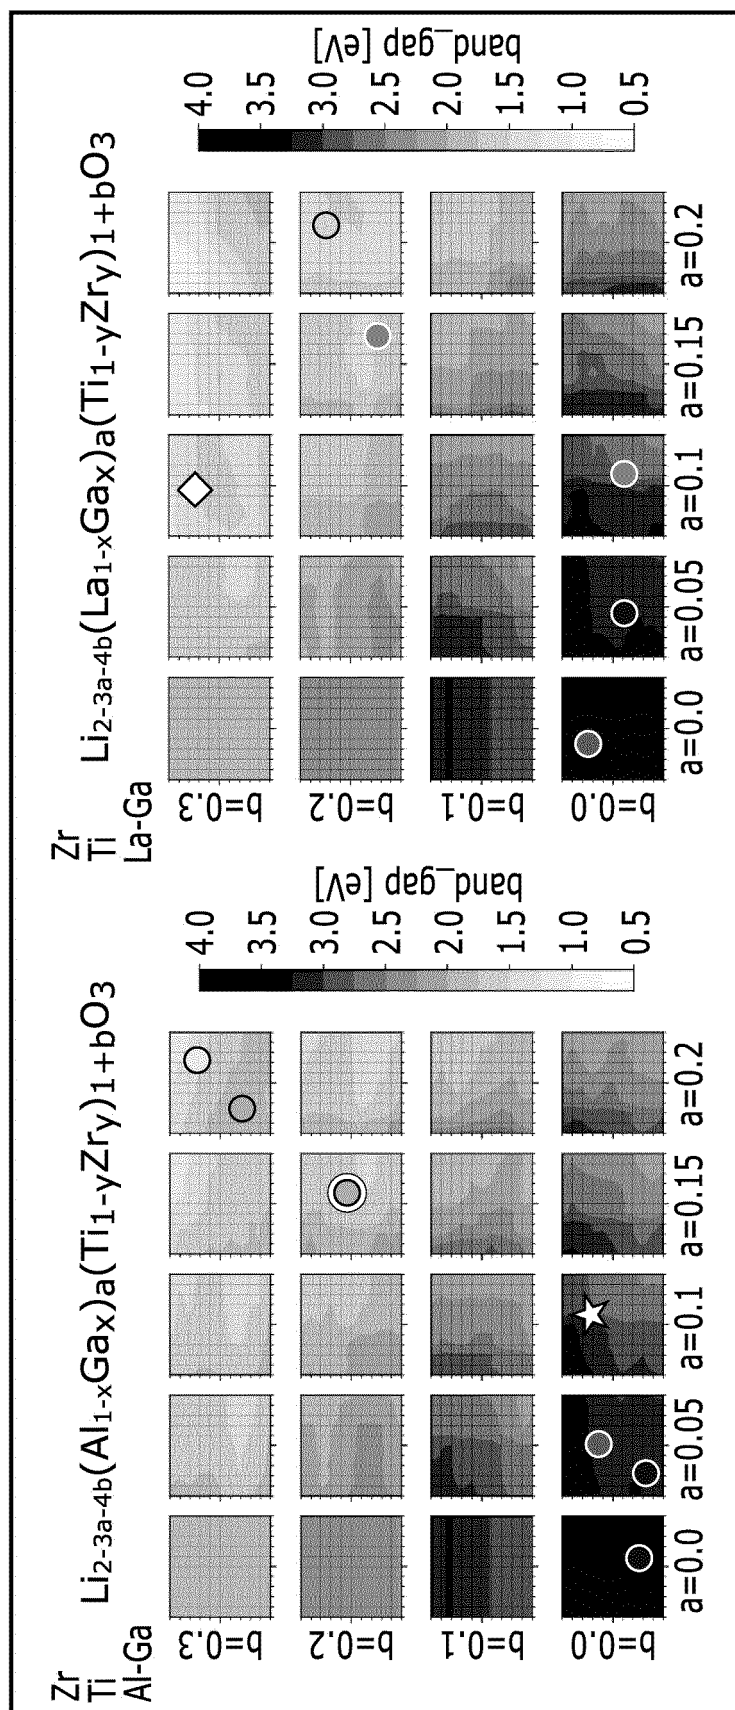 Zr
Ti
Al-Ga
Li2-3a-4b(Al1-xGax)a(Ti1-yZry)1+bO3
b=0.3
b=0.2
b=0.1
b=0.0
a=0.0
a=0.05
a=0.1
a=0.15
a=0.2
4.0
3.5
3.0
2.5
2.0
1.5
1.0
0.5
band_gap [eV]
Zr
Ti
La-Ga
Li2-3a-4b(La1-xGax)a(Ti1-yZry)1+bO3
b=0.3
b=0.2
b=0.1
b=0.0
a=0.0
a=0.05
a=0.1
a=0.15
a=0.2
4.0
3.5
3.0
2.5
2.0
1.5
1.0
0.5
band_gap [eV]